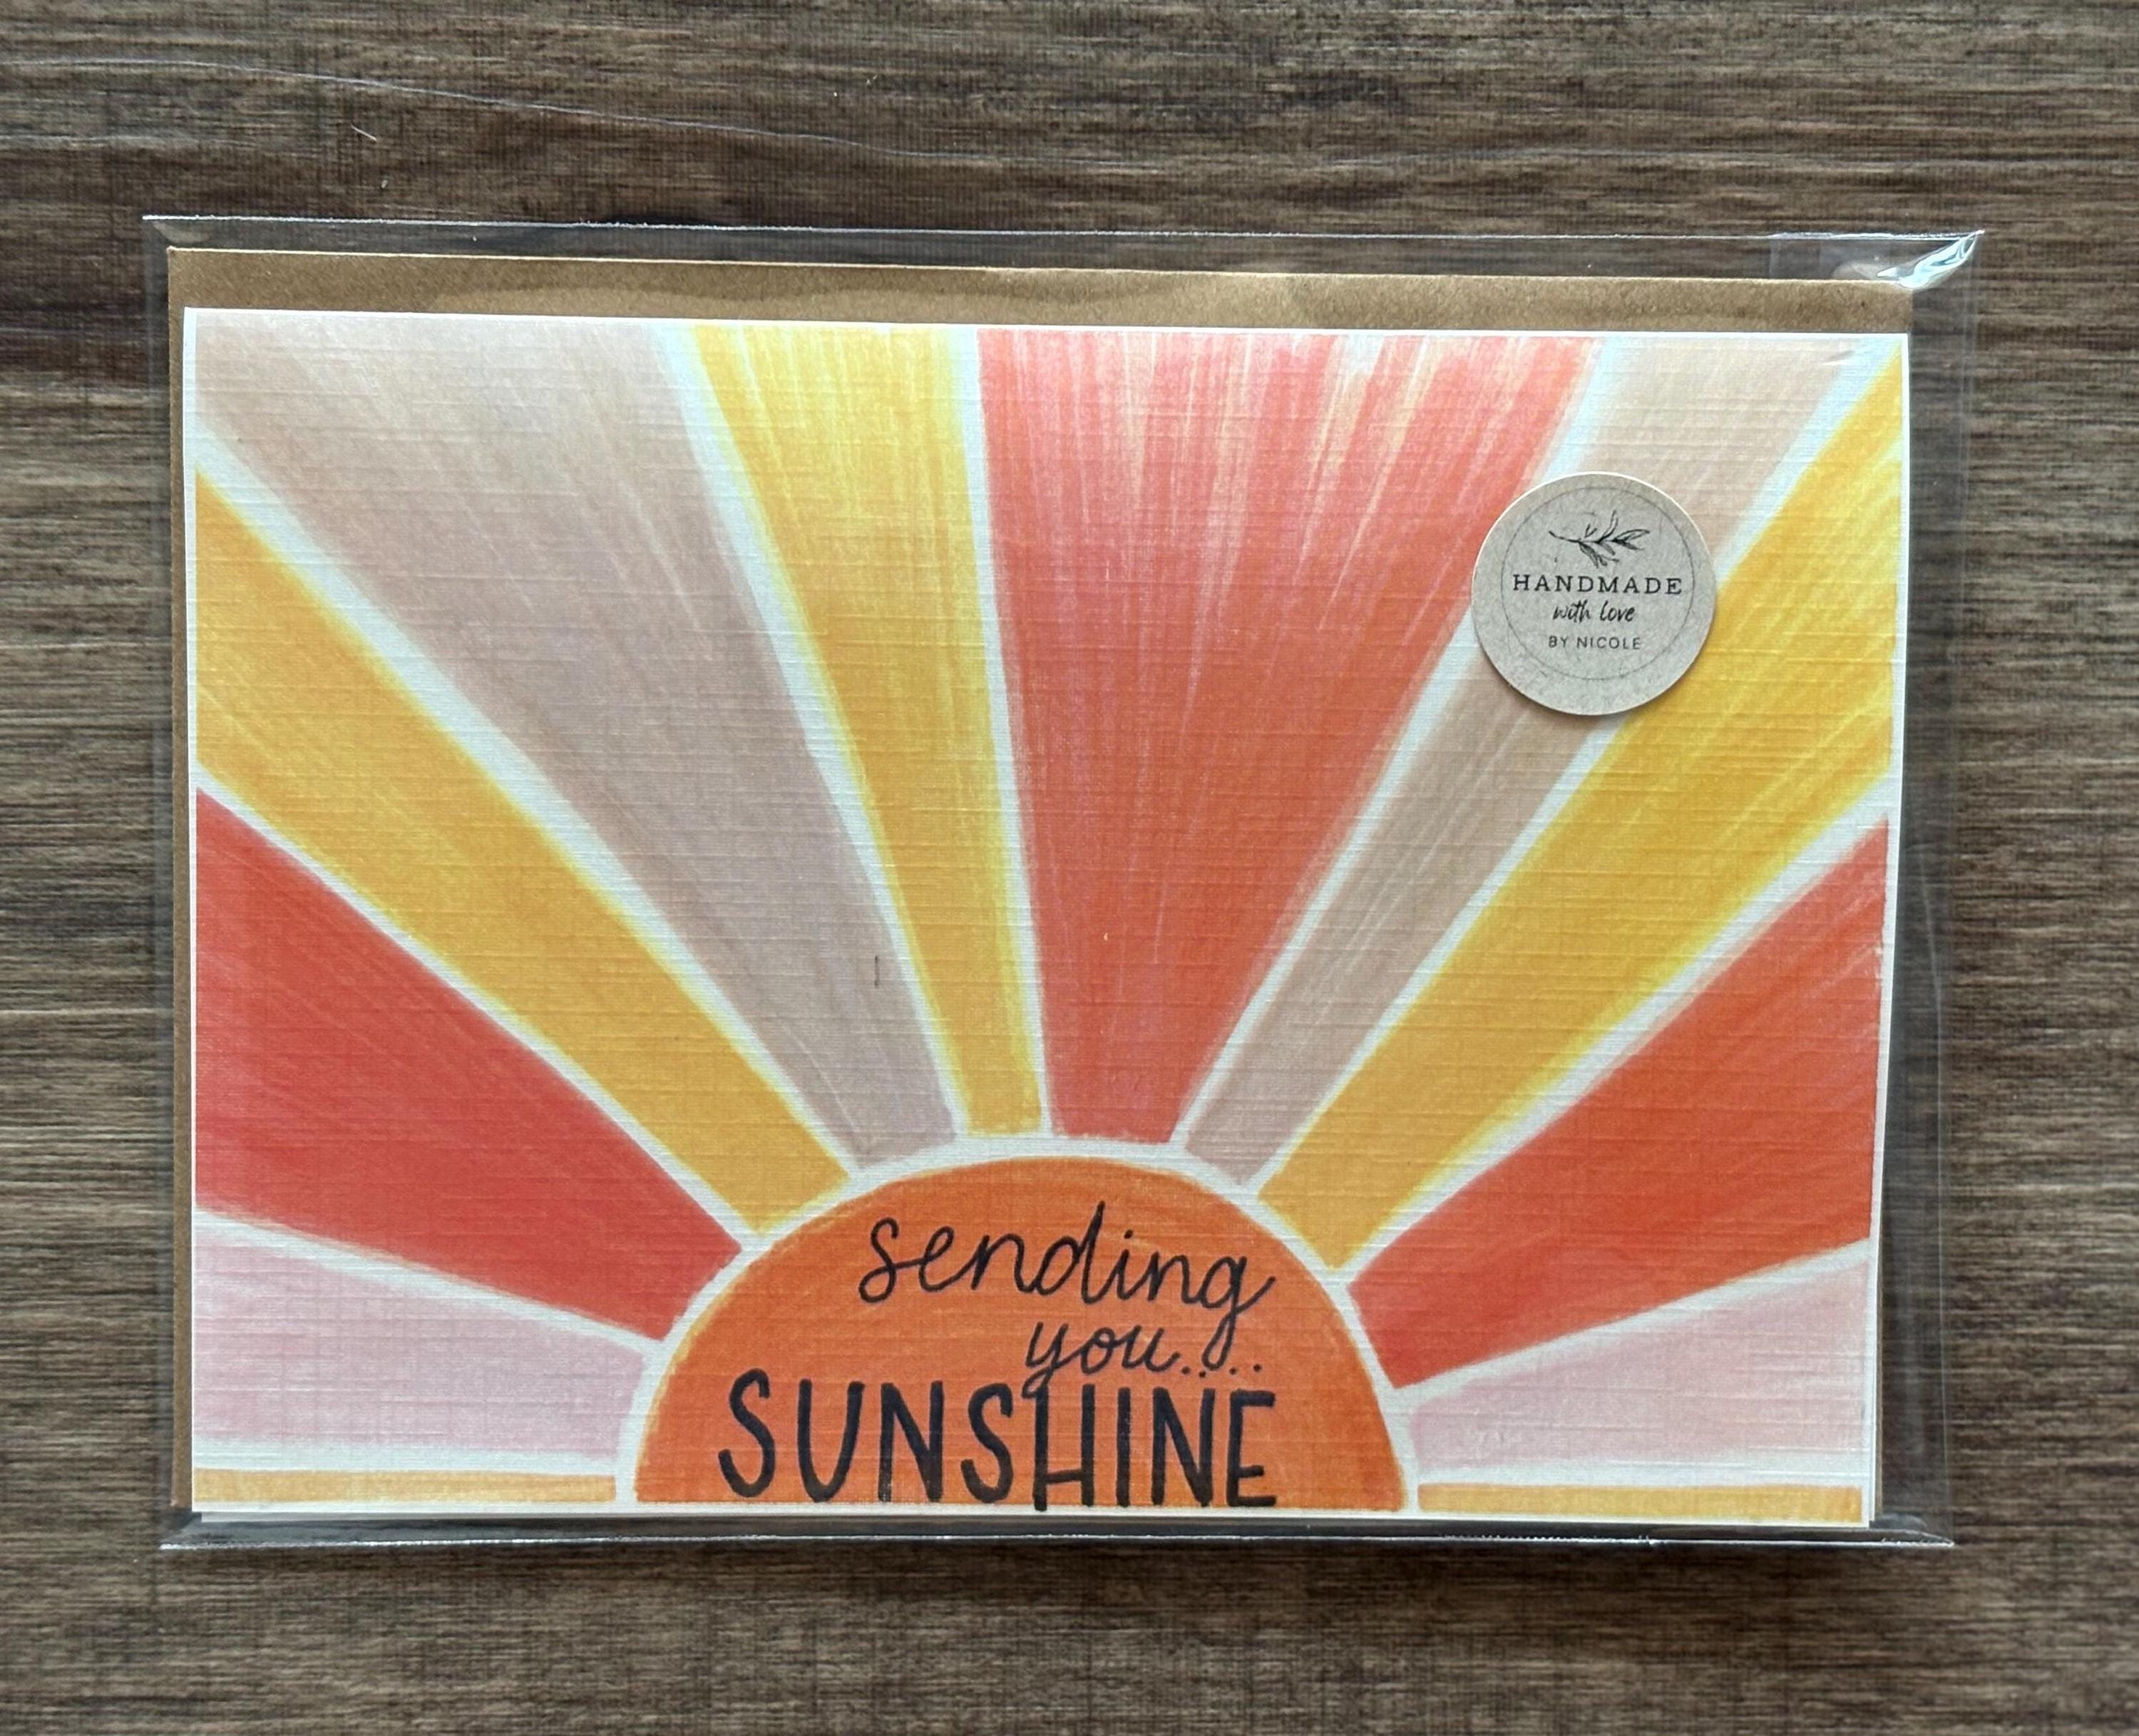 HANDMADE
with love
BY NICOLE
sending
you.....
SUNSHINE